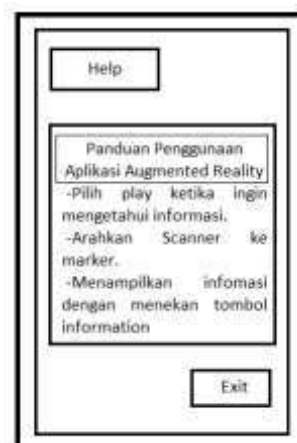 Help
Panduan Penggunaan
Aplikasi Augmented Reality
-Pilih play ketika ingin
mengetahui informasi.
-Arahkan Scanner ke
marker.
-Menampilkan infomasi
dengan menekan tombol
information
Exit